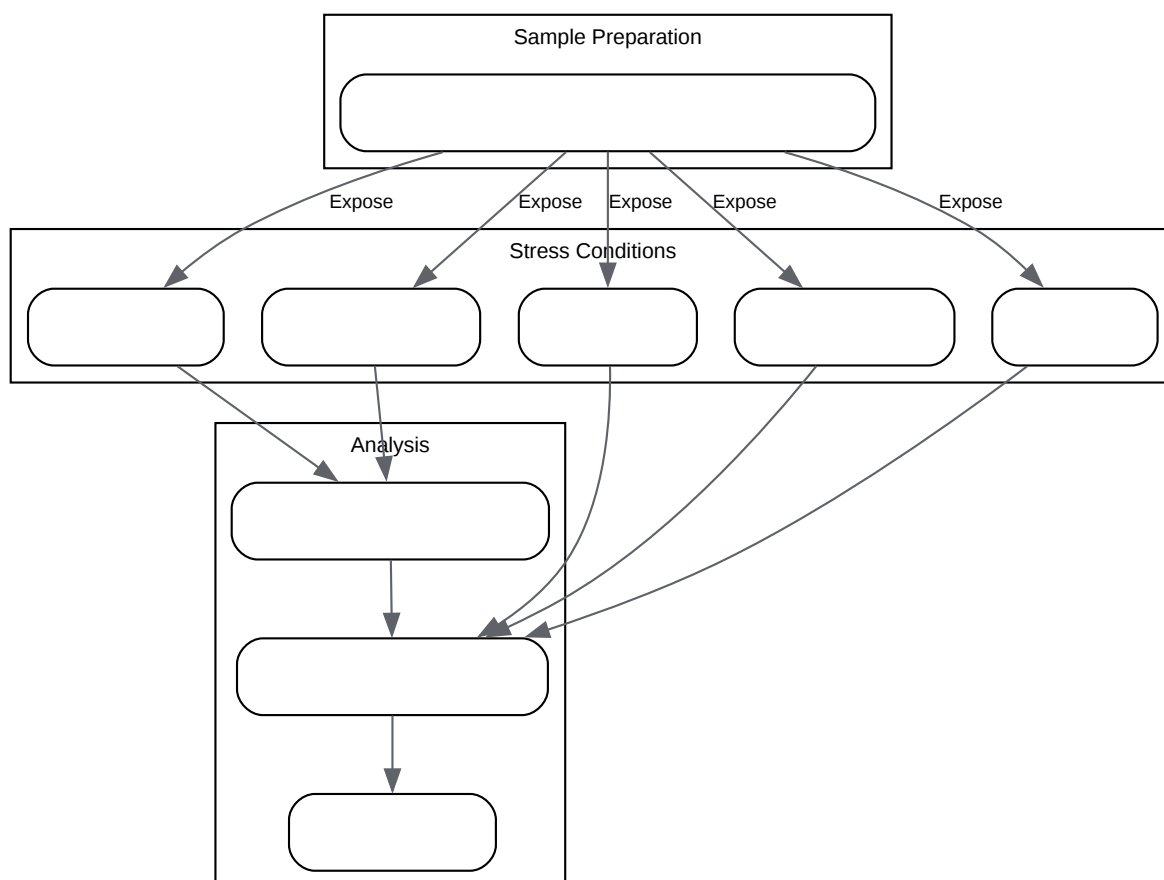 Sample Preparation
Expose
Expose
Expose
Expose
Expose
Stress Conditions
Analysis